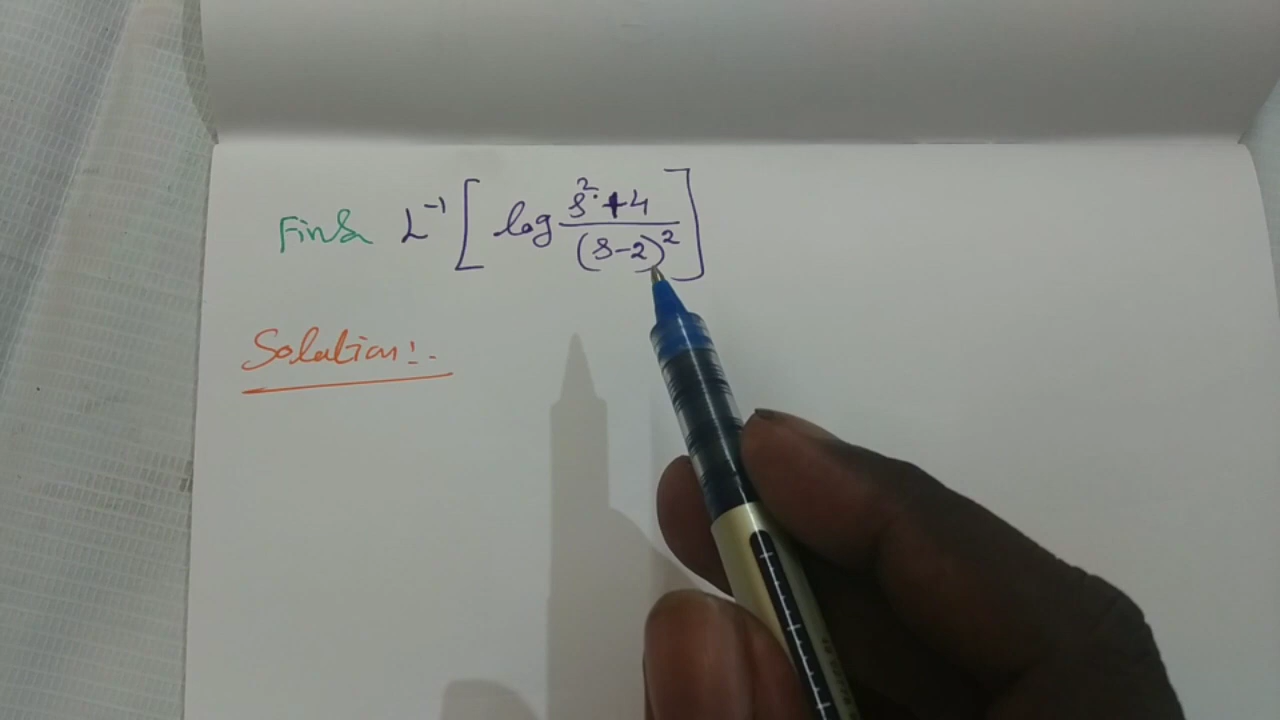 Find L⁻¹ [ log (s²+4)/((s-2)²) ]
Solution:-